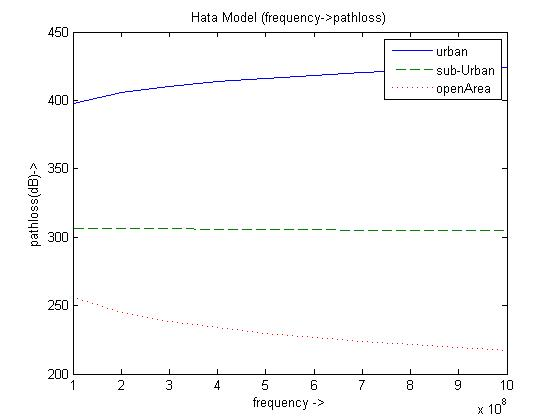 Hata Model (frequency->pathloss)
450
400
350
300
250
200
pathloss(dB)->
urban
sub-Urban
openArea
1 2 3 4 5 6 7 8 9 10
x 10^8
frequency ->